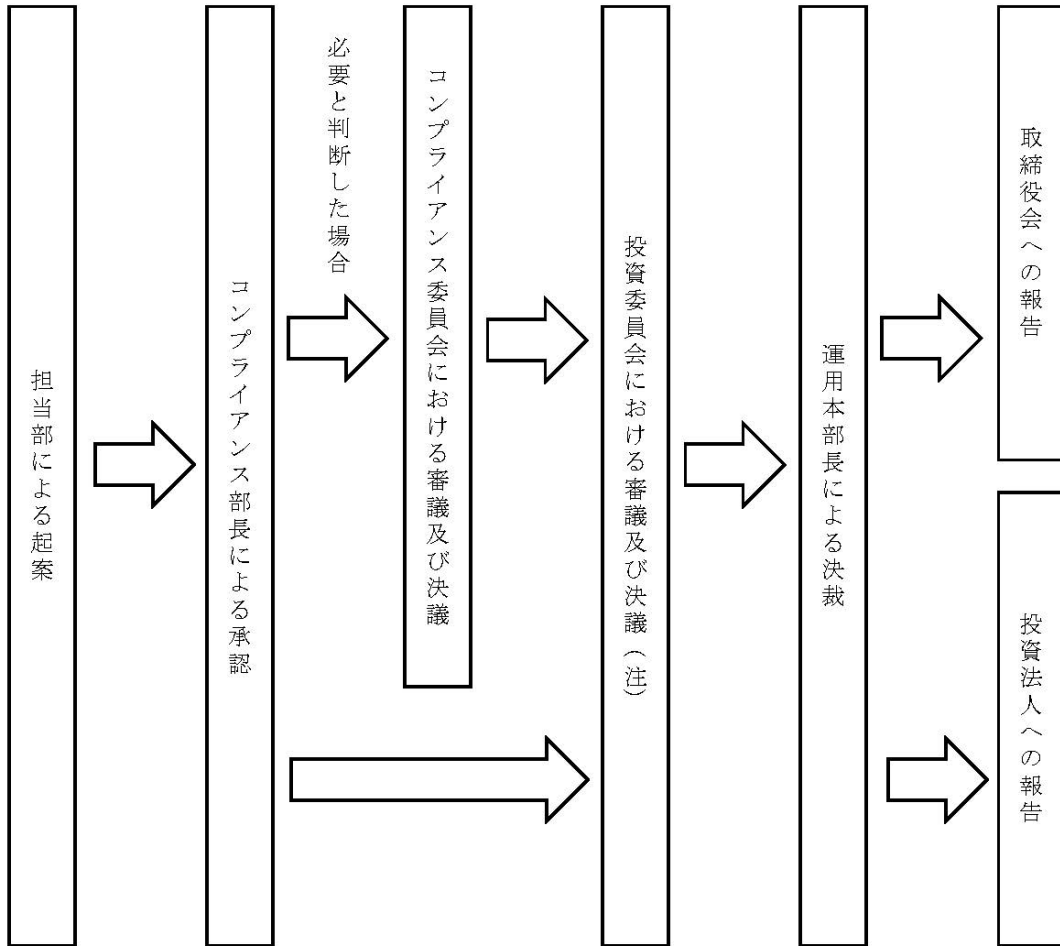 担当部による起案
コンプライアンス部長による承認
必要と判断した場合
コンプライアンス委員会における審議及び決議
投資委員会における審議及び決議（注）
運用本部長による決裁
取締役会への報告
投資法人への報告